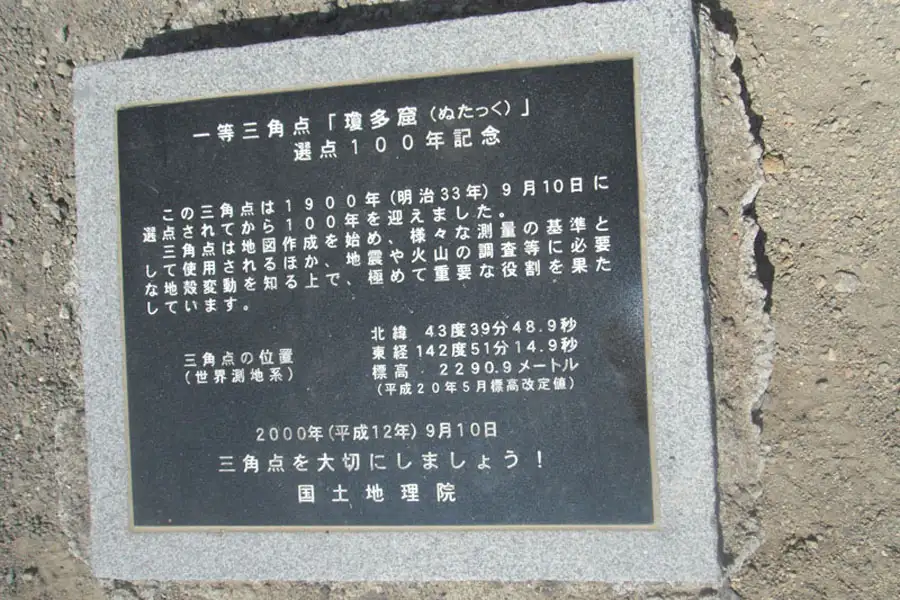 一等三角点「瓊多窟(ぬたっく)」
選点100年記念
この三角点は1900年(明治33年)9月10日に
選点されてから100年を迎えました。
三角点は地図作成を始め、様々な測量の基準と
して使用されるほか、地震や火山の調査等に必要
な地殻変動を知る上で、極めて重要な役割を果た
しています。
三角点の位置
(世界測地系)
北緯 43度39分48.9秒
東経 142度51分14.9秒
標高 2290.9メートル
(平成20年5月標高改定値)
2000年(平成12年)9月10日
三角点を大切にしましょう!
国土地理院